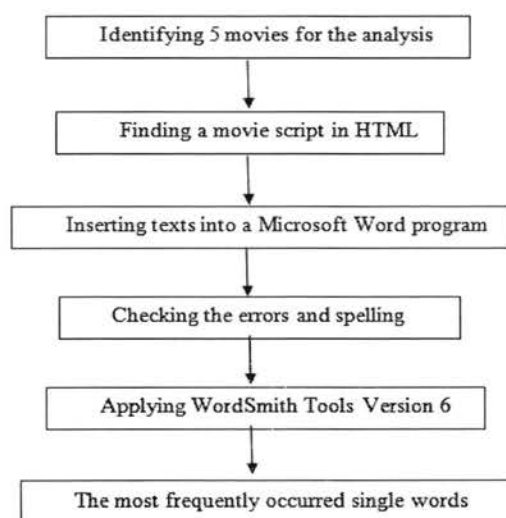 Identifying 5 movies for the analysis
Finding a movie script in HTML
Inserting texts into a Microsoft Word program
Checking the errors and spelling
Applying WordSmith Tools Version 6
The most frequently occurred single words